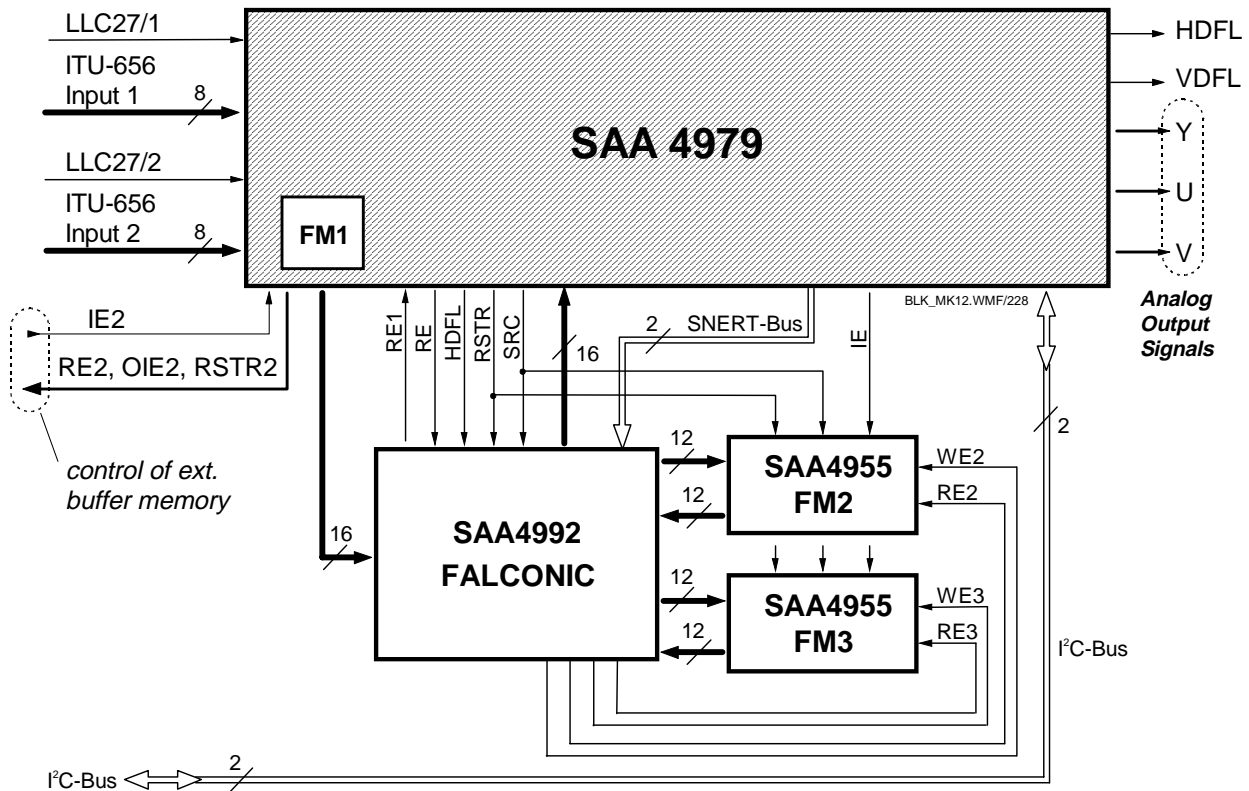 LLC27/1
ITU-656
Input 1
8
LLC27/2
ITU-656
Input 2
8
SAA 4979
FM1
HDFL
VDFL
Y
U
V
Analog
Output
Signals
BLK_MK12.WMF/228
IE2
RE2, OIE2, RSTR2
control of ext.
buffer memory
RE1
RE
HDFL
RSTR
SRC
16
2
SNERT-Bus
IE
2
16
SAA4992
FALCONIC
12
12
12
12
SAA4955
FM2
WE2
RE2
SAA4955
FM3
WE3
RE3
I²C-Bus
I²C-Bus
2